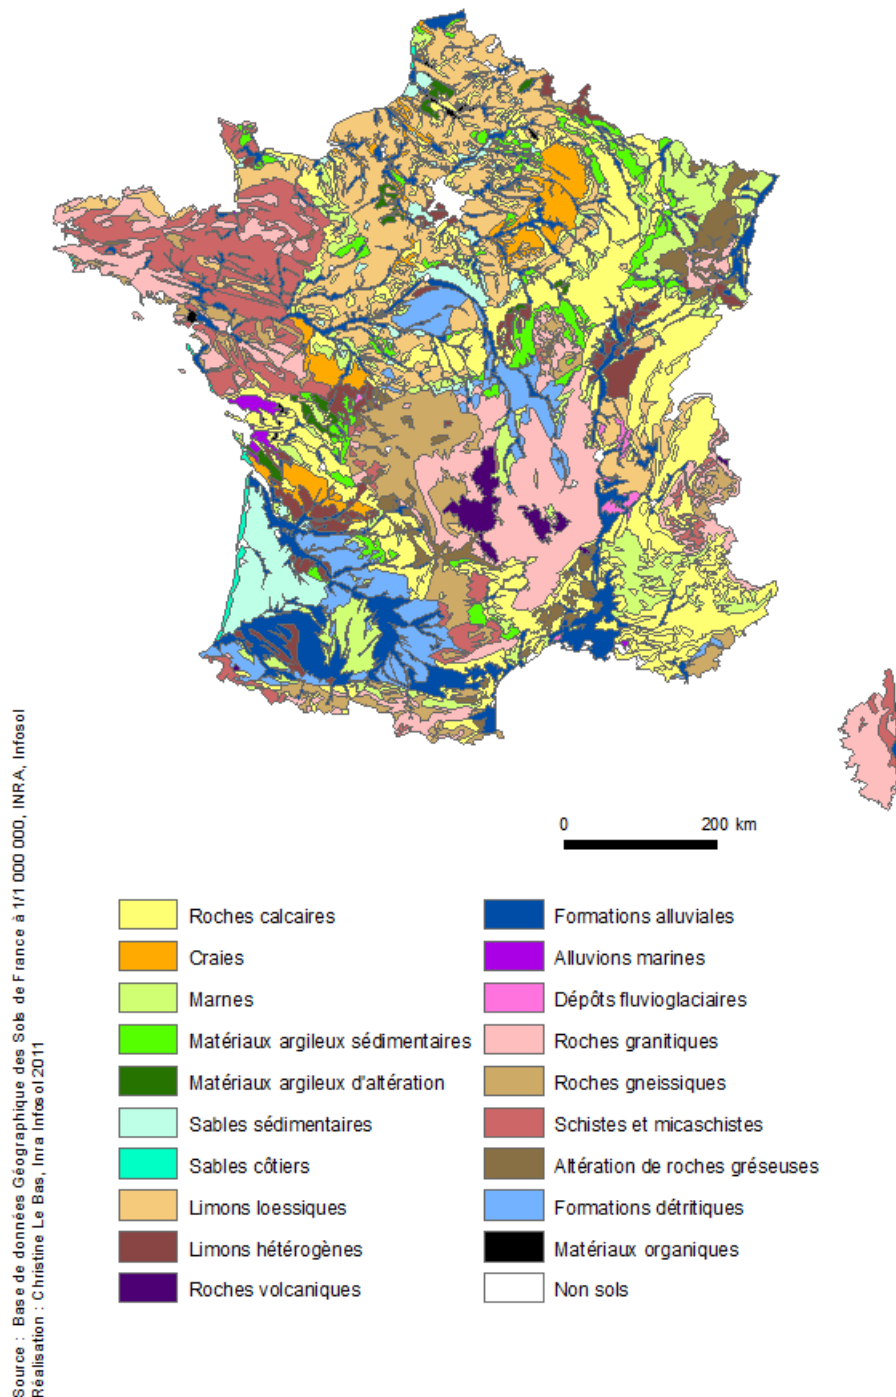 0 200 km
Roches calcaires
Craies
Marnes
Matériaux argileux sédimentaires
Matériaux argileux d'altération
Sables sédimentaires
Sables côtiers
Limons loessiques
Limons hétérogènes
Roches volcaniques
Formations alluviales
Alluvions marines
Dépôts fluvioglaciaires
Roches granitiques
Roches gneissiques
Schistes et micaschistes
Altération de roches gréseuses
Formations détritiques
Matériaux organiques
Non sols
Source : Base de données Géographique des Sols de France à 1/1 000 000, INRA, Infosol
Réalisation : Christine Le Bas, Inra Infosol 2011